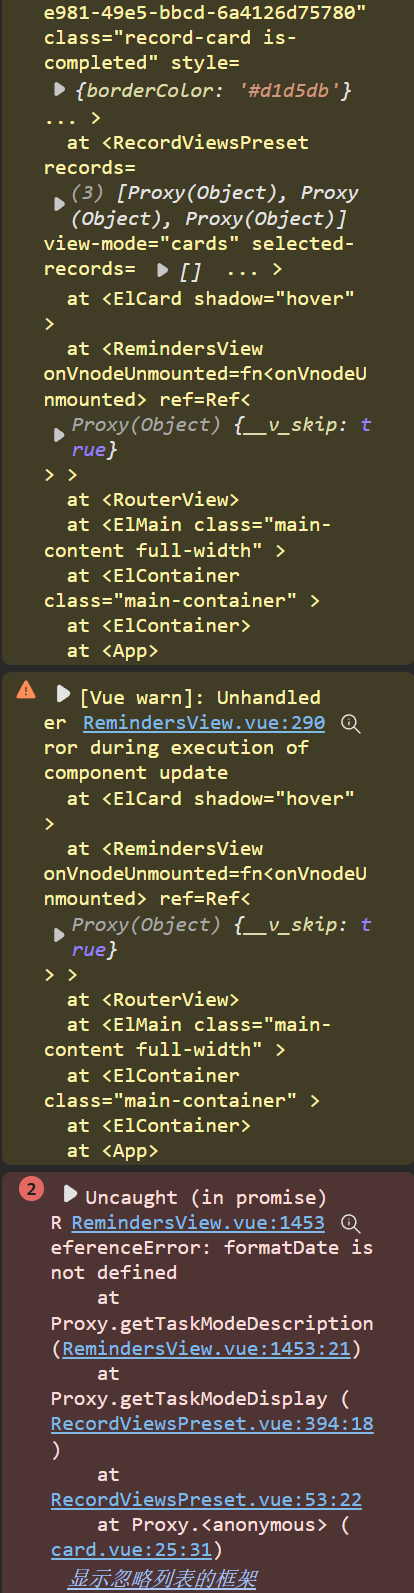 e981-49e5-bbcd-6a4126d75780"
class="record-card is-
completed" style=
{borderColor: '#d1d5db'}
... >
at <RecordViewsPreset
records=
(3) [Proxy(Object), Proxy
(Object), Proxy(Object)]
view-mode="cards" selected-
records= [] ... >
at <ElCard shadow="hover"
>
at <RemindersView
onVnodeUnmounted=fn<onVnodeU
nmounted> ref=Ref<
Proxy(Object) {__v_skip: t
rue}
> >
at <RouterView>
at <ElMain class="main-
content full-width" >
at <ElContainer
class="main-container" >
at <ElContainer>
at <App>
[Vue warn]: Unhandled
er RemindersView.vue:290
ror during execution of
component update
at <ElCard shadow="hover"
>
at <RemindersView
onVnodeUnmounted=fn<onVnodeU
nmounted> ref=Ref<
Proxy(Object) {__v_skip: t
rue}
> >
at <RouterView>
at <ElMain class="main-
content full-width" >
at <ElContainer
class="main-container" >
at <ElContainer>
at <App>
2 Uncaught (in promise)
R RemindersView.vue:1453
eferenceError: formatDate is
not defined
at
Proxy.getTaskModeDescription
(RemindersView.vue:1453:21)
at
Proxy.getTaskModeDisplay (
RecordViewsPreset.vue:394:18
)
at
RecordViewsPreset.vue:53:22
at Proxy.<anonymous> (
card.vue:25:31)
显示忽略列表的框架